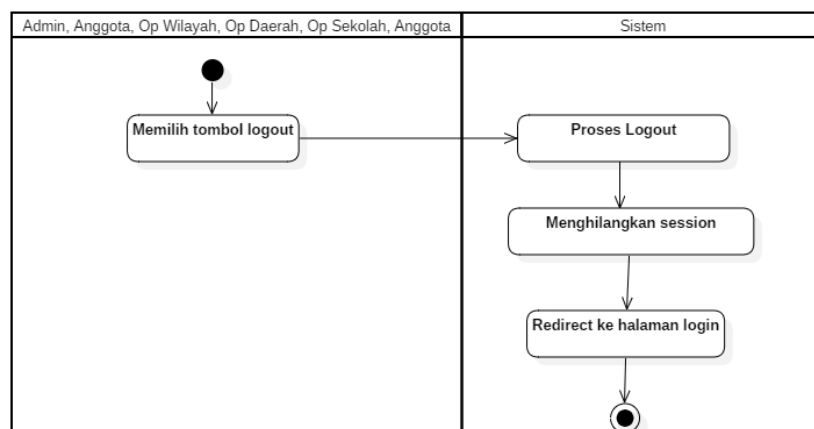 Admin, Anggota, Op Wilayah, Op Daerah, Op Sekolah, Anggota
Sistem
Memilih tombol logout
Proses Logout
Menghilangkan session
Redirect ke halaman login